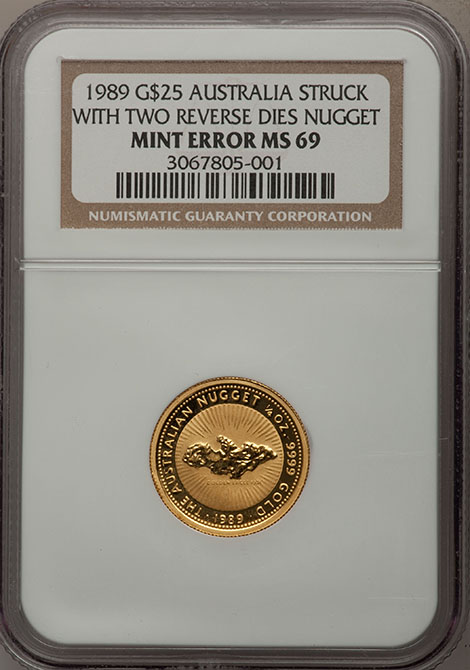 1989 G$25 AUSTRALIA STRUCK
WITH TWO REVERSE DIES NUGGET
MINT ERROR MS 69
3067805-001
NUMISMATIC GUARANTY CORPORATION
THE AUSTRALIAN NUGGET ¼ OZ. 9999 GOLD
· 1989 ·